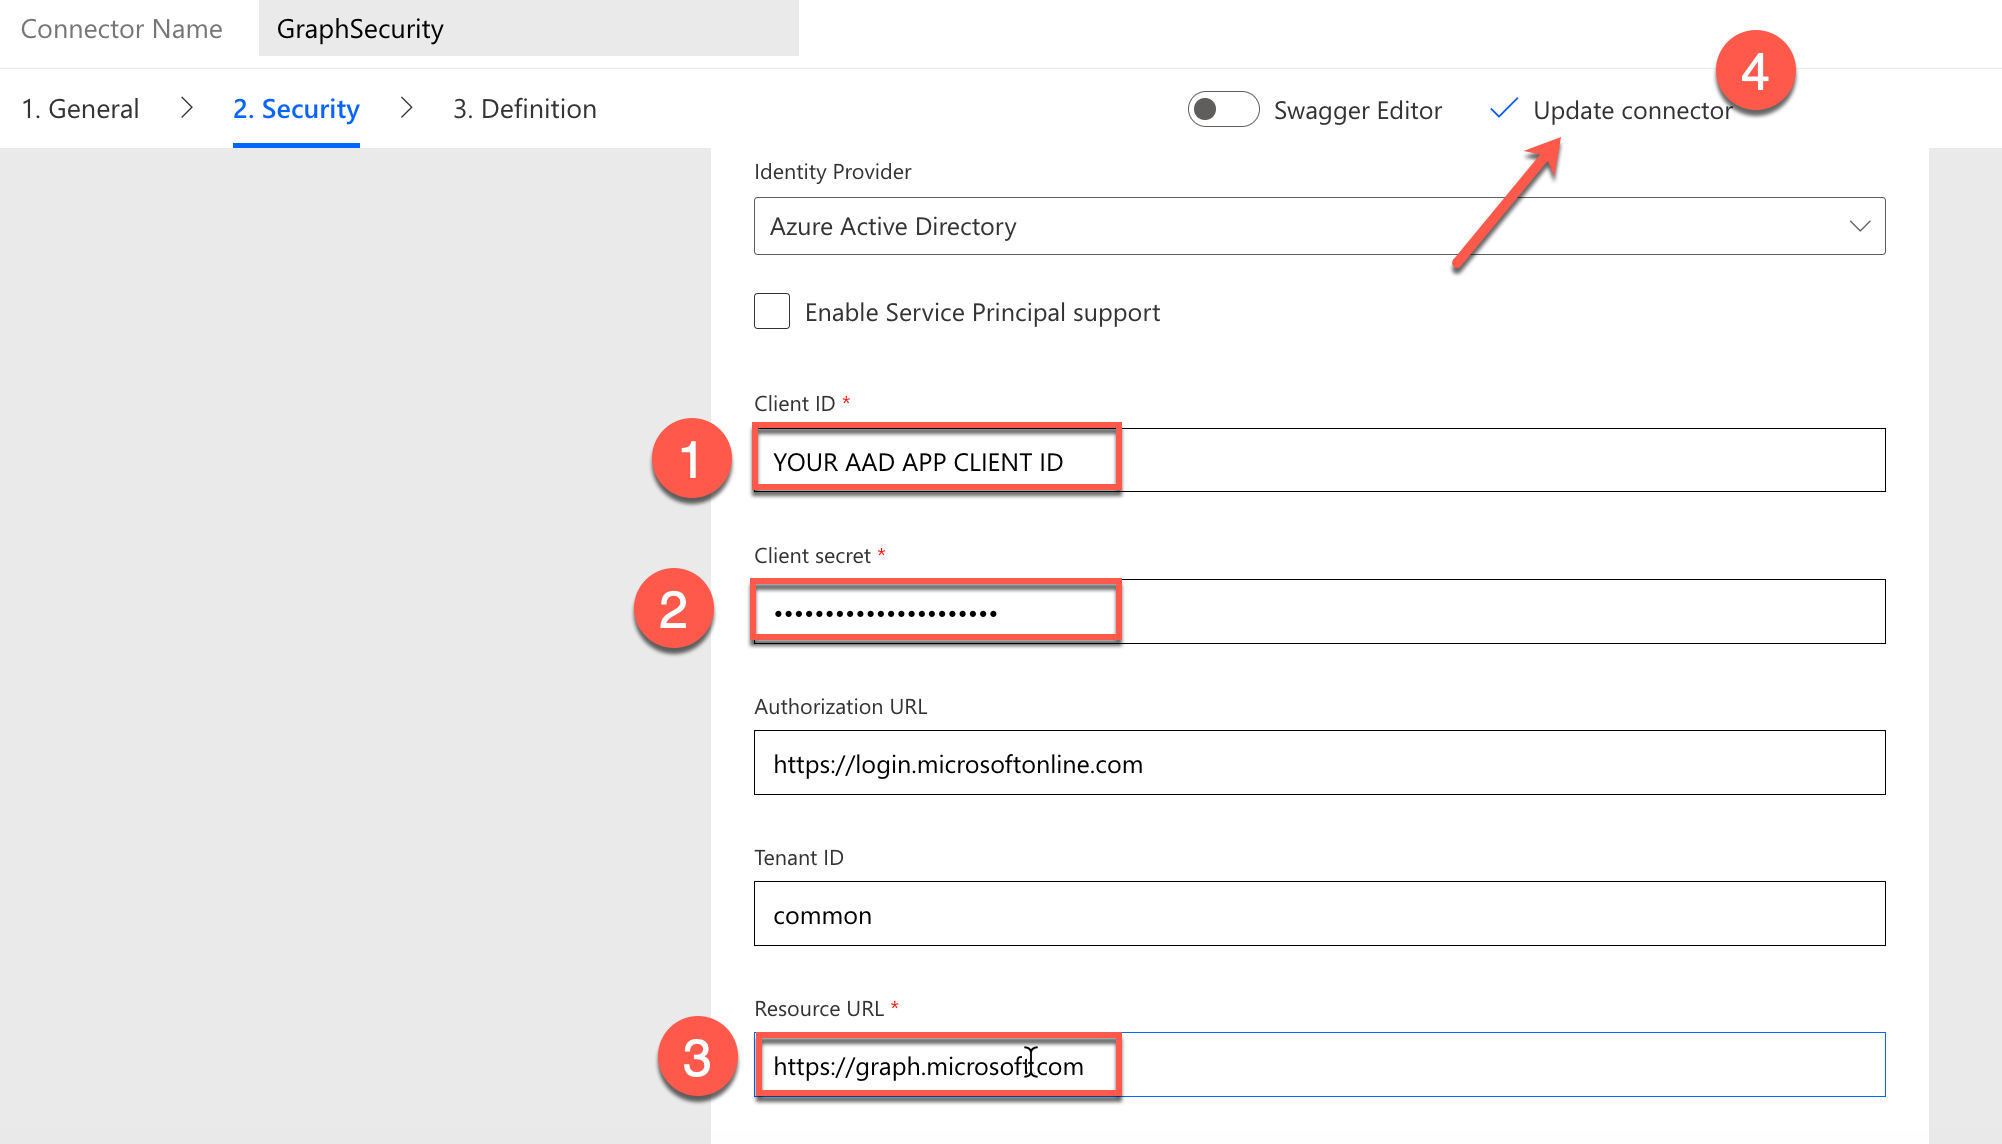 Connector Name GraphSecurity
4
1. General > 2. Security > 3. Definition Swagger Editor Update connector
Identity Provider
Azure Active Directory
Enable Service Principal support
Client ID *
1 YOUR AAD APP CLIENT ID
Client secret *
2 ••••••••••••••••••••••
Authorization URL
https://login.microsoftonline.com
Tenant ID
common
Resource URL *
3 https://graph.microsoft.com